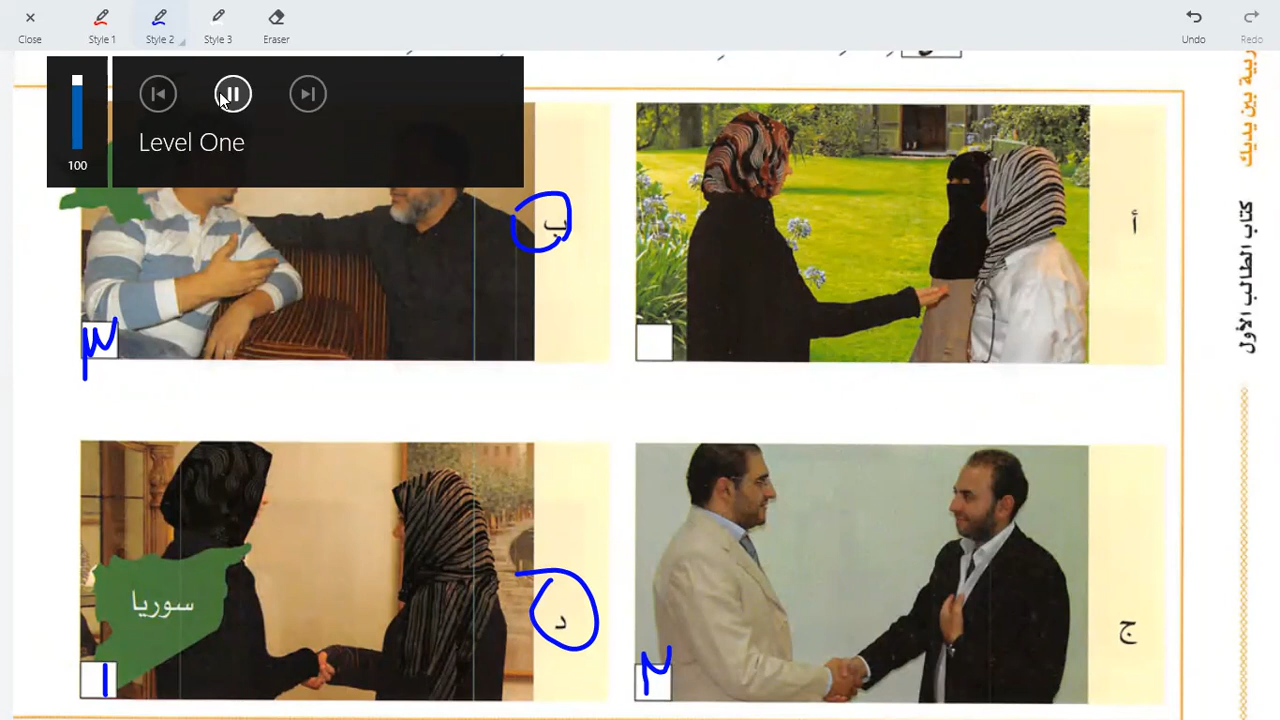 Close
Style 1
Style 2
Style 3
Eraser
Undo
Redo
Level One
100
ربية بين يديك
كتاب الطالب الأول
أ
ب
٣
ج
٢
د
سوريا
١